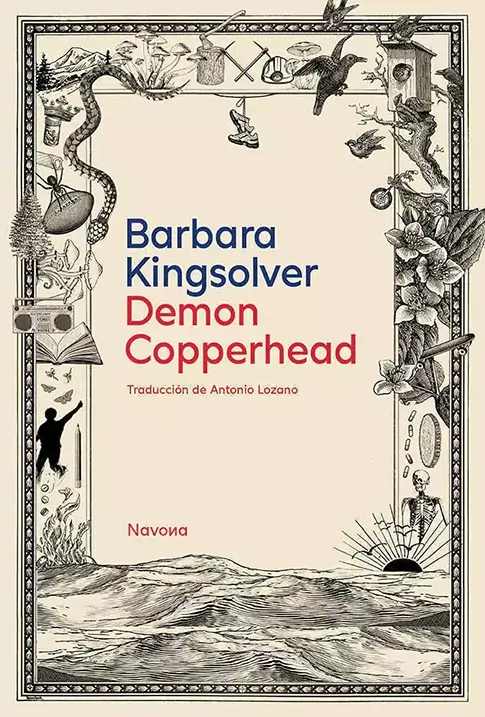 Barbara
Kingsolver
Demon
Copperhead
Traducción de Antonio Lozano
Navona